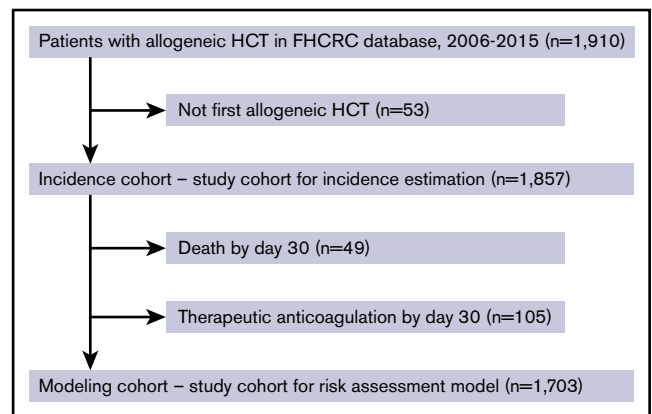 Patients with allogeneic HCT in FHCRC database, 2006-2015 (n=1,910)
Not first allogeneic HCT (n=53)
Incidence cohort – study cohort for incidence estimation (n=1,857)
Death by day 30 (n=49)
Therapeutic anticoagulation by day 30 (n=105)
Modeling cohort – study cohort for risk assessment model (n=1,703)